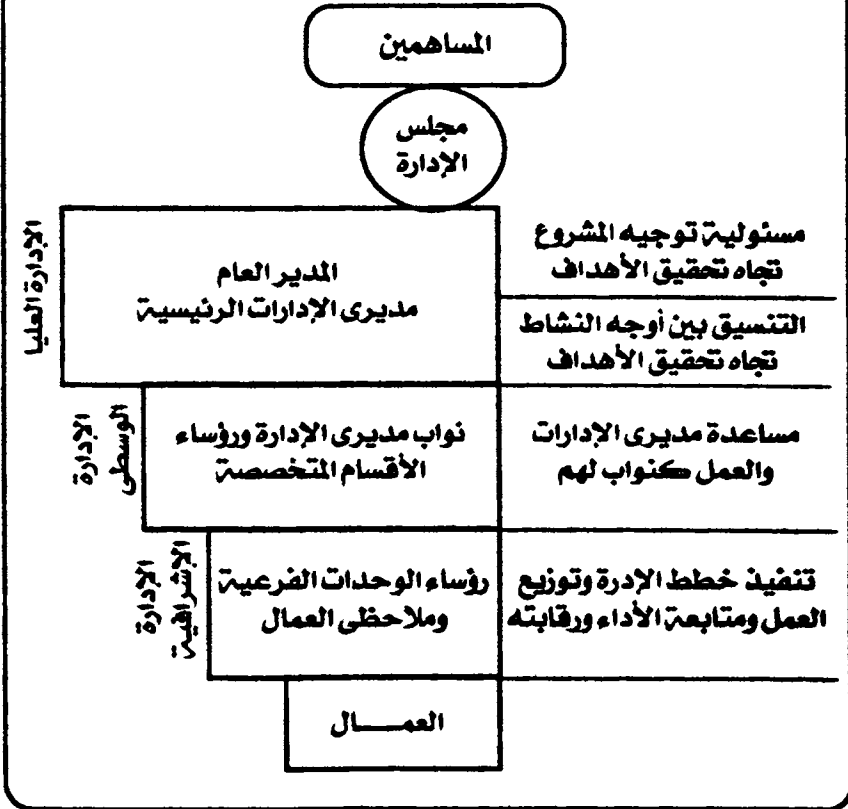 المساهمين
مجلس
الإدارة
مسئولية توجيه المشروع
تجاه تحقيق الأهداف
المدير العام
مديرى الإدارات الرئيسية
الإدارة العليا
التنسيق بين أوجه النشاط
تجاه تحقيق الأهداف
مساعدة مديرى الإدارات
والعمل كنواب لهم
نواب مديرى الإدارة ورؤساء
الأقسام المتخصصة
الإدارة
الوسطى
تنفيذ خطط الإدرة وتوزيع
العمل ومتابعة الأداء ورقابته
رؤساء الوحدات الفرعية
وملاحظى العمال
الإدارة
الإشرافية
العمـــال